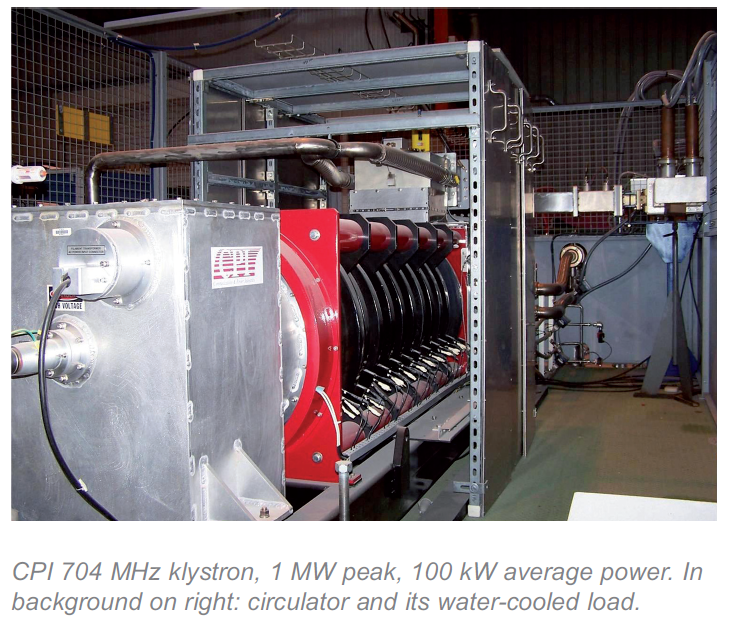 CPI
VOLTAGE
CPI 704 MHz klystron, 1 MW peak, 100 kW average power. In
background on right: circulator and its water-cooled load.